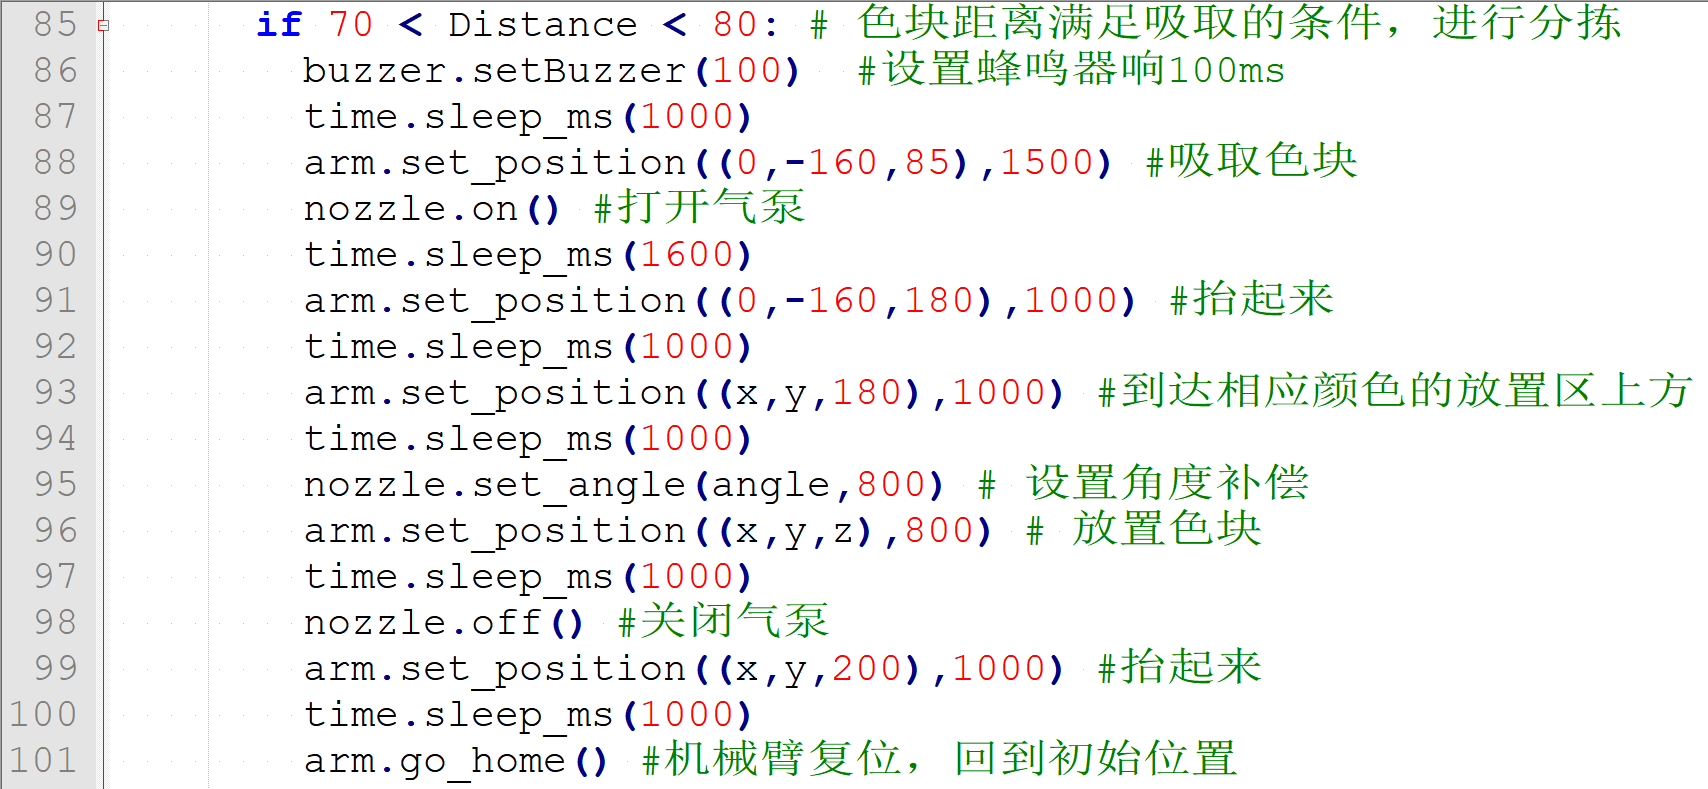 85 if 70 < Distance < 80: # 色块距离满足吸取的条件，进行分拣
86 buzzer.setBuzzer(100) #设置蜂鸣器响100ms
87 time.sleep_ms(1000)
88 arm.set_position((0,-160,85),1500) #吸取色块
89 nozzle.on() #打开气泵
90 time.sleep_ms(1600)
91 arm.set_position((0,-160,180),1000) #抬起来
92 time.sleep_ms(1000)
93 arm.set_position((x,y,180),1000) #到达相应颜色的放置区上方
94 time.sleep_ms(1000)
95 nozzle.set_angle(angle,800) # 设置角度补偿
96 arm.set_position((x,y,z),800) # 放置色块
97 time.sleep_ms(1000)
98 nozzle.off() #关闭气泵
99 arm.set_position((x,y,200),1000) #抬起来
100 time.sleep_ms(1000)
101 arm.go_home() #机械臂复位，回到初始位置